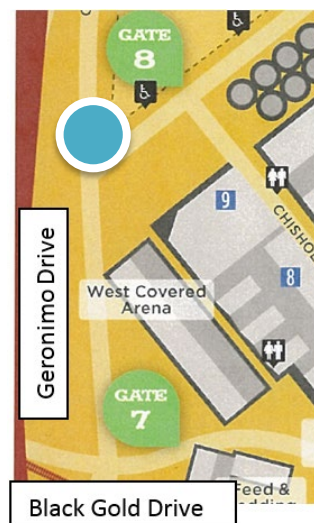 GATE
8
9
CHISHO
8
West Covered
Arena
Geronimo Drive
GATE
7
Feed &
Black Gold Drive